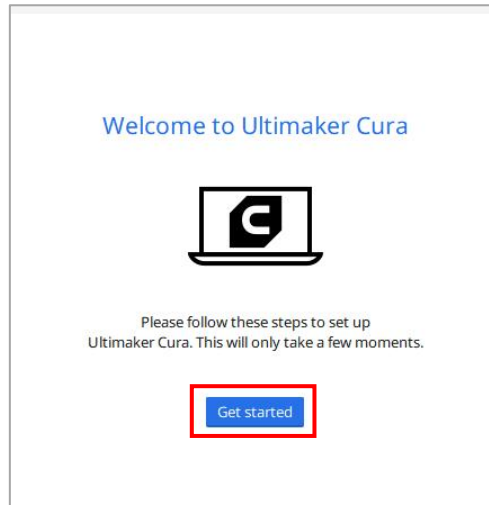 Welcome to Ultimaker Cura
Please follow these steps to set up
Ultimaker Cura. This will only take a few moments.
Get started